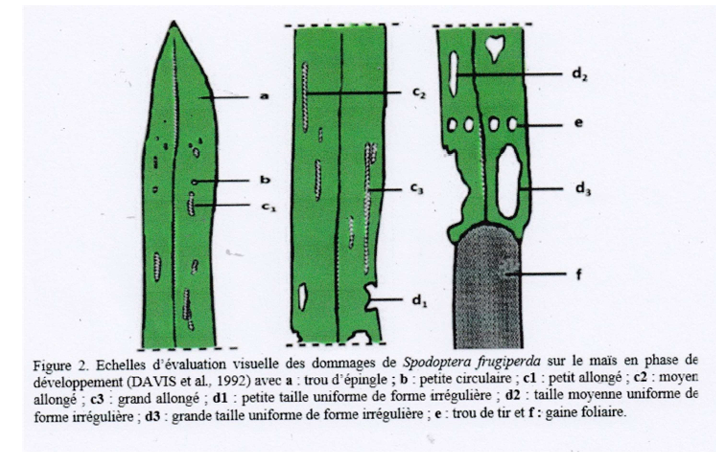 a
b
c1
c2
c3
d1
d2
e
d3
f
Figure 2. Echelles d'évaluation visuelle des dommages de Spodoptera frugiperda sur le maïs en phase de
développement (DAVIS et al., 1992) avec a : trou d'épingle ; b : petite circulaire ; c1 : petit allongé ; c2 : moyen
allongé ; c3 : grand allongé ; d1 : petite taille uniforme de forme irrégulière ; d2 : taille moyenne uniforme de
forme irrégulière ; d3 : grande taille uniforme de forme irrégulière ; e : trou de tir et f : gaine foliaire.